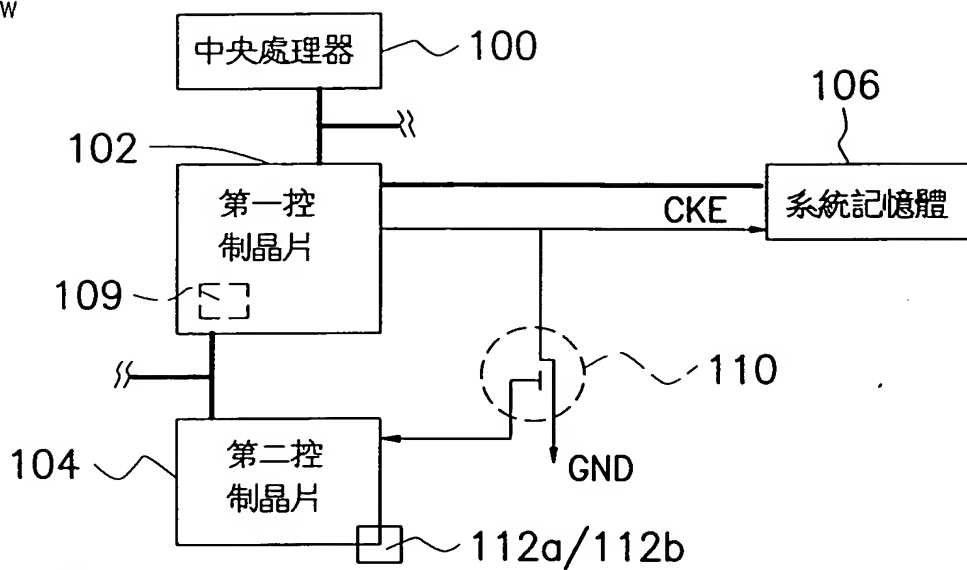 W
中央處理器
100
106
102
第一控
制晶片
CKE
系統記憶體
109
110
104
第二控
制晶片
GND
112a/112b